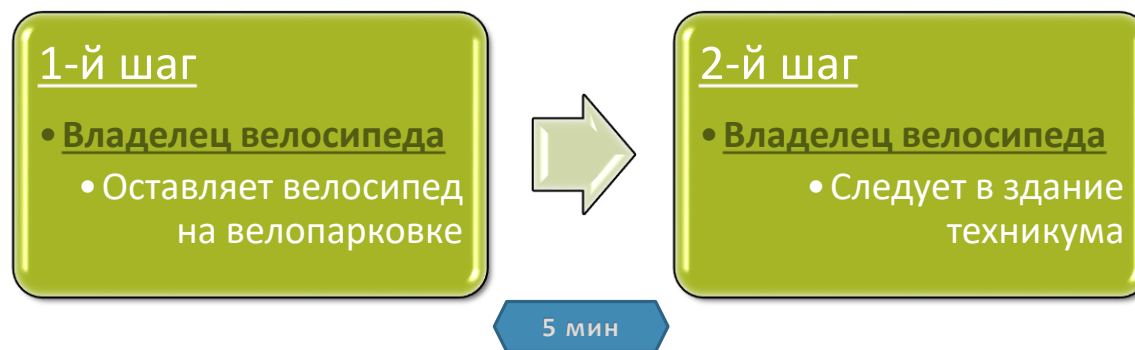 1-й шаг
• Владелец велосипеда
• Оставляет велосипед
на велопарковке
2-й шаг
• Владелец велосипеда
• Следует в здание
техникума
5 мин